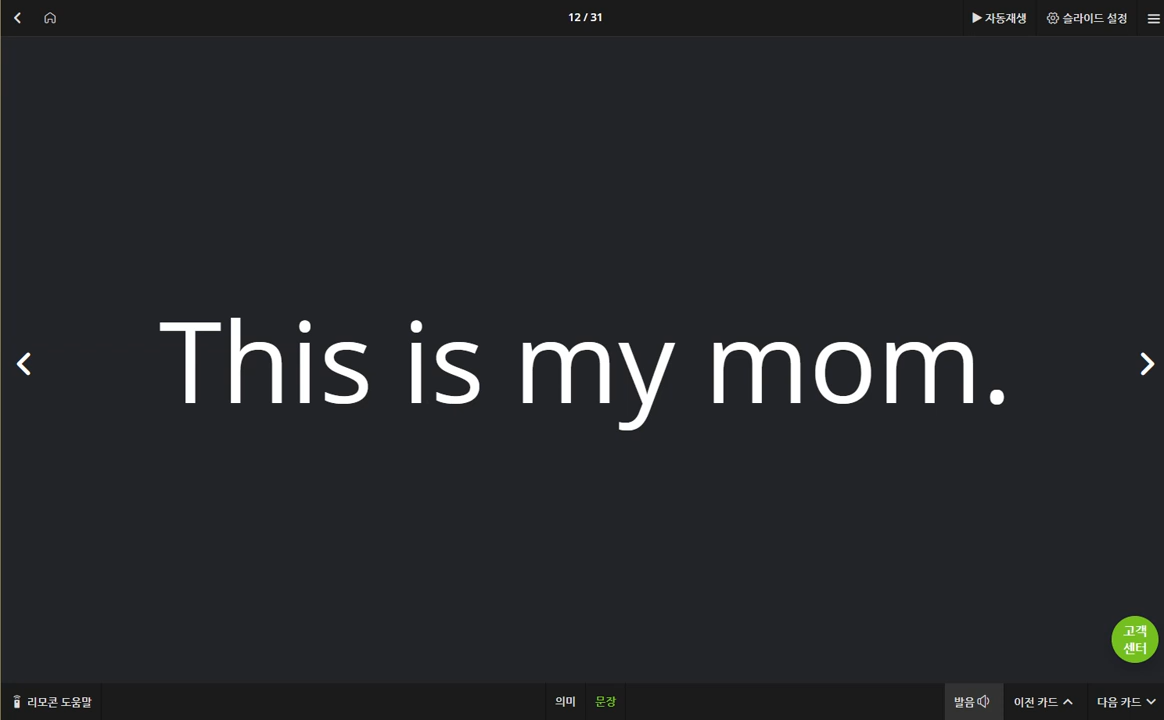 12 / 31
자동재생
슬라이드 설정
This is my mom.
고객
센터
리모콘 도움말
의미
문장
발음
이전 카드
다음 카드